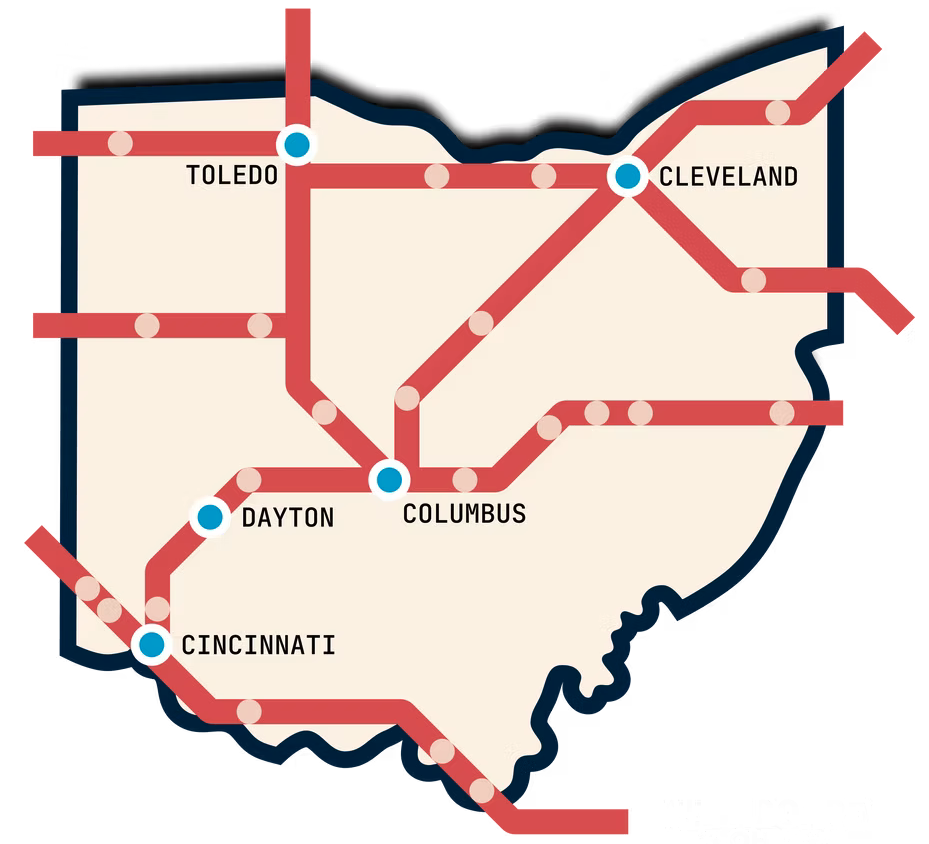 TOLEDO
CLEVELAND
DAYTON
COLUMBUS
CINCINNATI